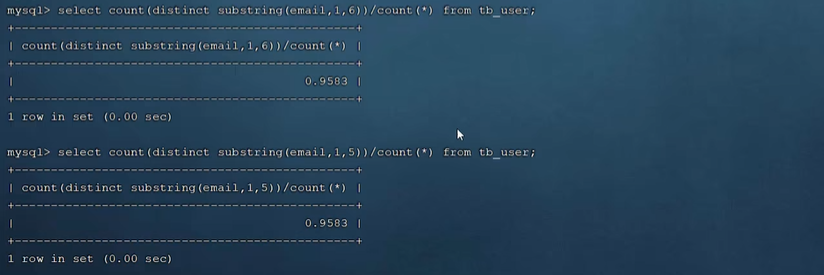 mysql> select count(distinct substring(email,1,6))/count(*) from tb_user;
+-----------------------------------------------+
| count(distinct substring(email,1,6))/count(*) |
+-----------------------------------------------+
|                                        0.9583 |
+-----------------------------------------------+
1 row in set (0.00 sec)
mysql> select count(distinct substring(email,1,5))/count(*) from tb_user;
+-----------------------------------------------+
| count(distinct substring(email,1,5))/count(*) |
+-----------------------------------------------+
|                                        0.9583 |
+-----------------------------------------------+
1 row in set (0.00 sec)